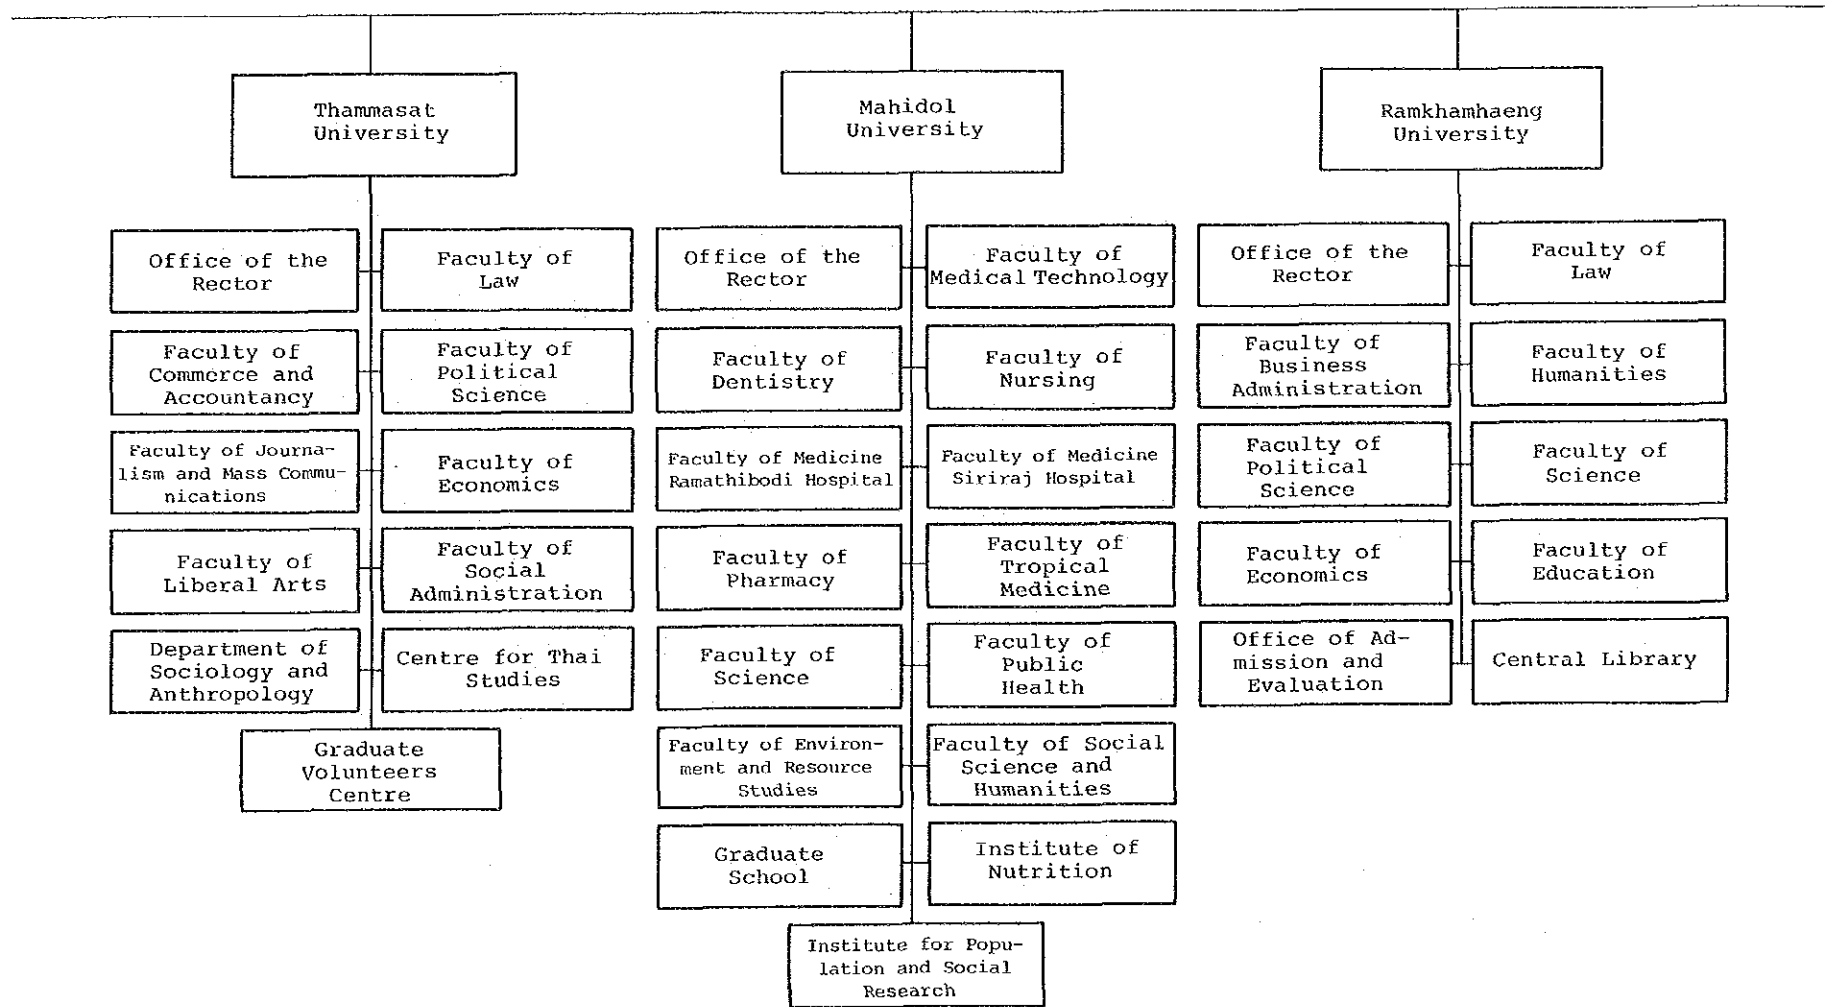 Thammasat
University
Mahidol
University
Ramkhamhaeng
University
Office of the
Rector
Faculty of
Law
Faculty of
Commerce and
Accountancy
Faculty of
Political
Science
Faculty of Journa-
lism and Mass Commu-
nications
Faculty of
Economics
Faculty of
Liberal Arts
Faculty of
Social
Administration
Department of
Sociology and
Anthropology
Centre for Thai
Studies
Graduate
Volunteers
Centre
Office of the
Rector
Faculty of
Medical Technology
Faculty of
Dentistry
Faculty of
Nursing
Faculty of Medicine
Ramathibodi Hospital
Faculty of Medicine
Siriraj Hospital
Faculty of
Pharmacy
Faculty of
Tropical
Medicine
Faculty of
Science
Faculty of
Public
Health
Faculty of Environ-
ment and Resource
Studies
Faculty of Social
Science and
Humanities
Graduate
School
Institute of
Nutrition
Institute for Popu-
lation and Social
Research
Office of the
Rector
Faculty of
Law
Faculty of
Business
Administration
Faculty of
Humanities
Faculty of
Political
Science
Faculty of
Science
Faculty of
Economics
Faculty of
Education
Office of Ad-
mission and
Evaluation
Central Library